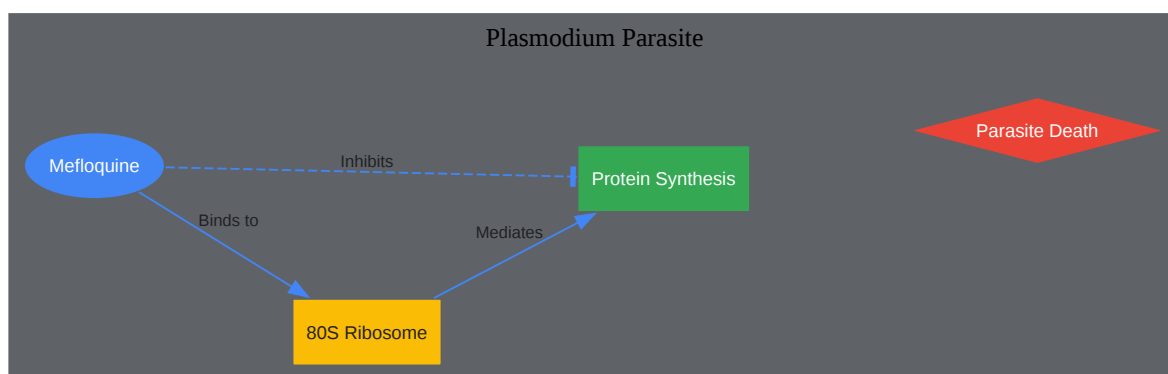 Plasmodium Parasite
Parasite Death
Mefloquine
Inhibits
Protein Synthesis
Binds to
Mediates
80S Ribosome